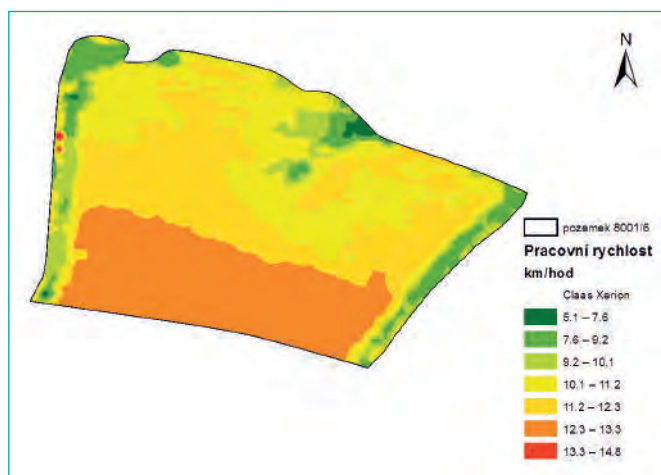 N
pozemek 8001/6
Pracovní rychlost
km/hod
Claas Xerion
5.1 – 7.6
7.6 – 9.2
9.2 – 10.1
10.1 – 11.2
11.2 – 12.3
12.3 – 13.3
13.3 – 14.8